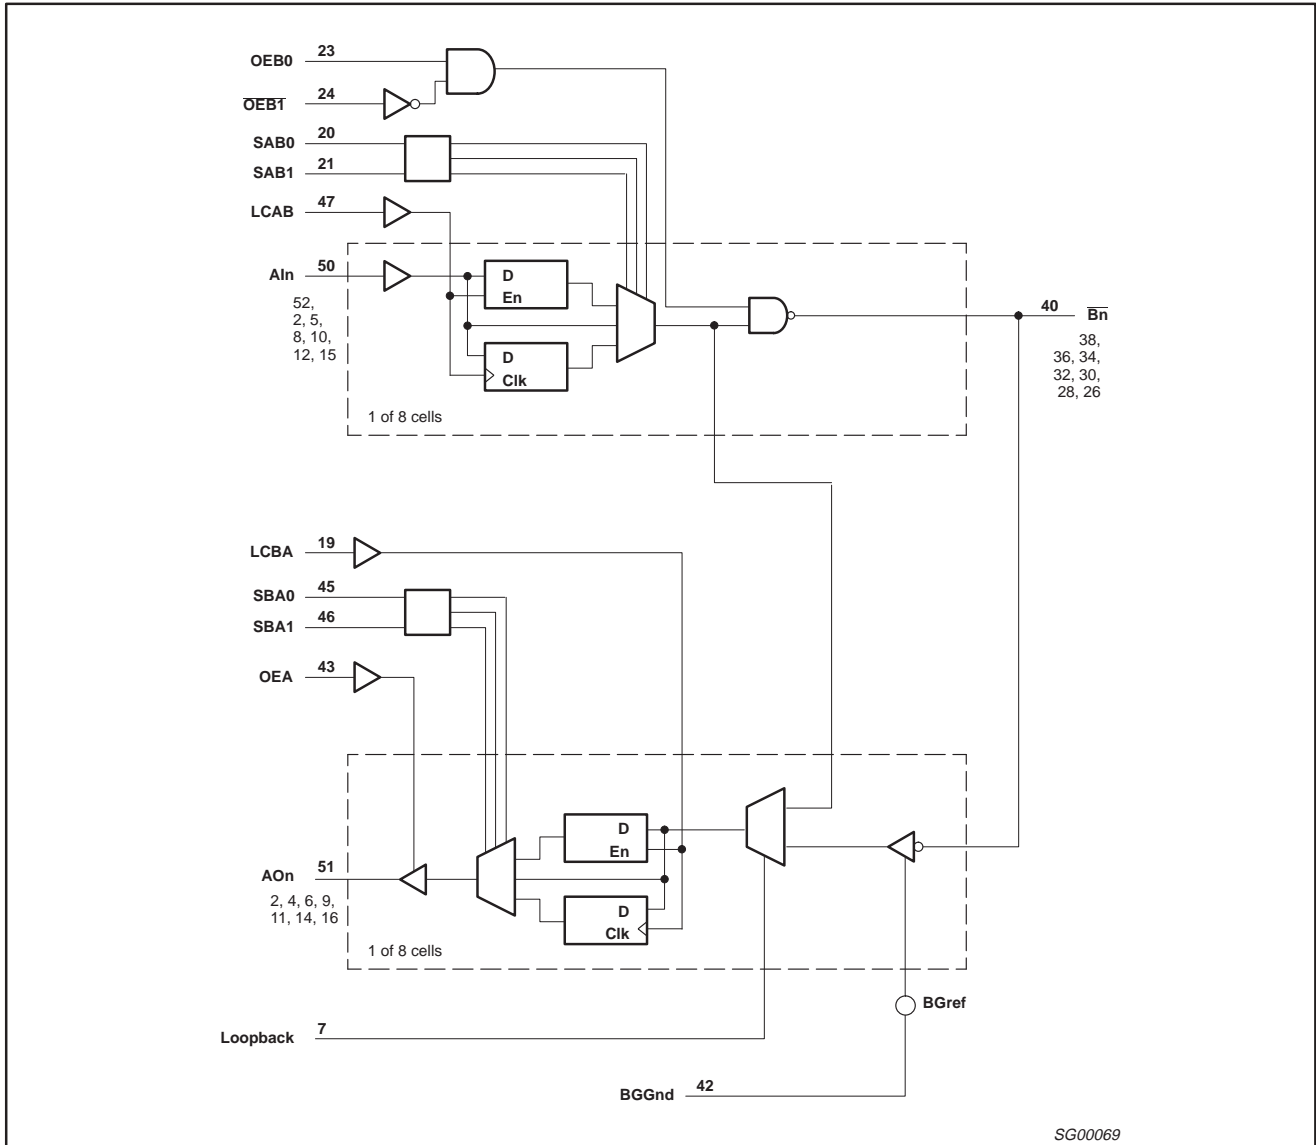 OEB0 23
OEB1 24
SAB0 20
SAB1 21
LCAB 47
AIn 50
52,
2, 5,
8, 10,
12, 15
D
En
D
Clk
1 of 8 cells
40 Bn
38,
36, 34,
32, 30,
28, 26
LCBA 19
SBA0 45
SBA1 46
OEA 43
D
En
D
Clk
AOn 51
2, 4, 6, 9,
11, 14, 16
1 of 8 cells
BGref
Loopback 7
BGGnd 42
SG00069